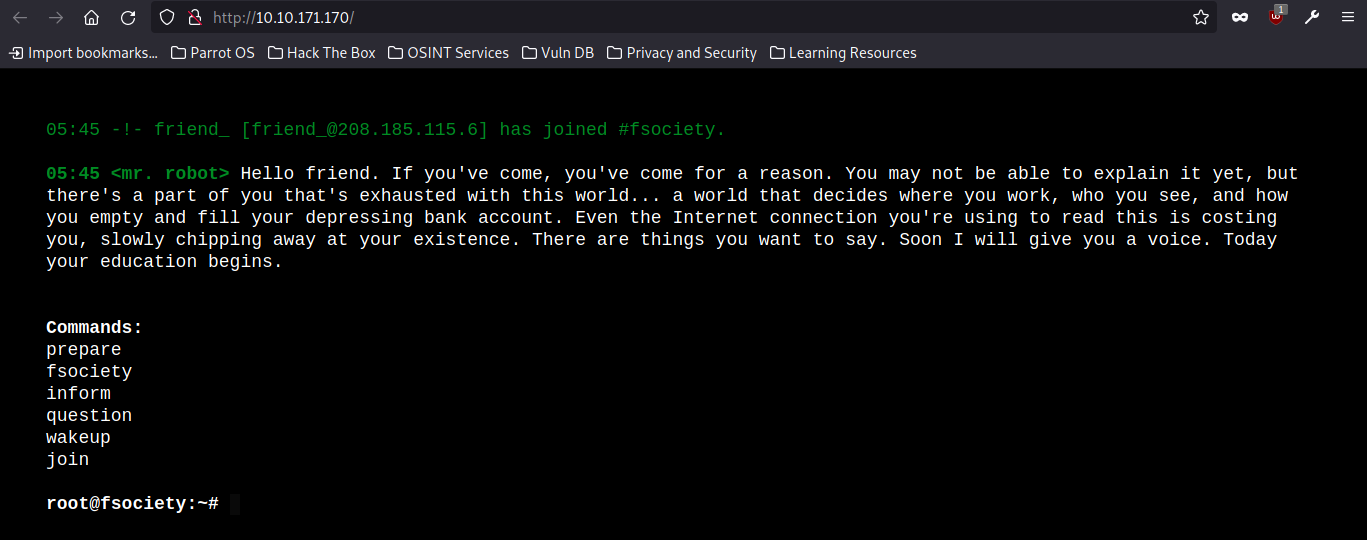 http://10.10.171.170/
1
Import bookmarks...
Parrot OS
Hack The Box
OSINT Services
Vuln DB
Privacy and Security
Learning Resources
05:45 -!- friend_ [friend_@208.185.115.6] has joined #fsociety.
05:45 <mr. robot> Hello friend. If you've come, you've come for a reason. You may not be able to explain it yet, but
there's a part of you that's exhausted with this world... a world that decides where you work, who you see, and how
you empty and fill your depressing bank account. Even the Internet connection you're using to read this is costing
you, slowly chipping away at your existence. There are things you want to say. Soon I will give you a voice. Today
your education begins.
Commands:
prepare
fsociety
inform
question
wakeup
join
root@fsociety:~#